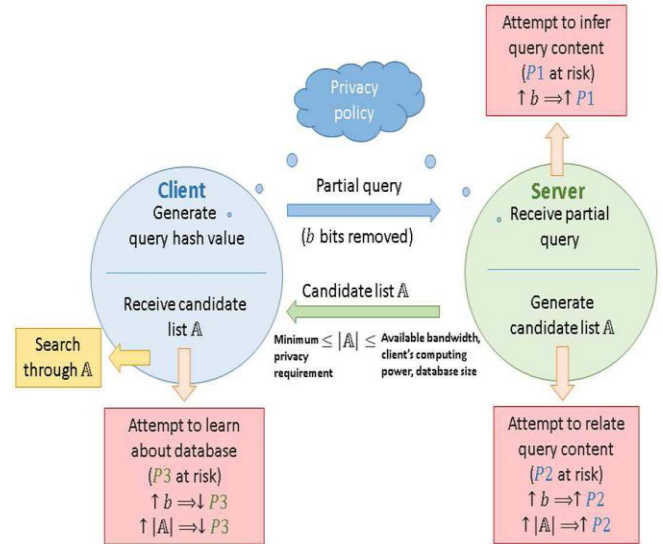 Attempt to infer
query content
(P1 at risk)
↑ b ⟹↑ P1
Privacy
policy
Client
Generate
query hash value
Partial query
(b bits removed)
Server
Receive partial
query
Receive candidate
list 𝔸
Candidate list 𝔸
Minimum
privacy
requirement
≤ |𝔸| ≤
Available bandwidth,
client's computing
power, database size
Generate
candidate list 𝔸
Search
through 𝔸
Attempt to learn
about database
(P3 at risk)
↑ b ⟹↓ P3
↑ |𝔸| ⟹↓ P3
Attempt to relate
query content
(P2 at risk)
↑ b ⟹↑ P2
↑ |𝔸| ⟹↑ P2